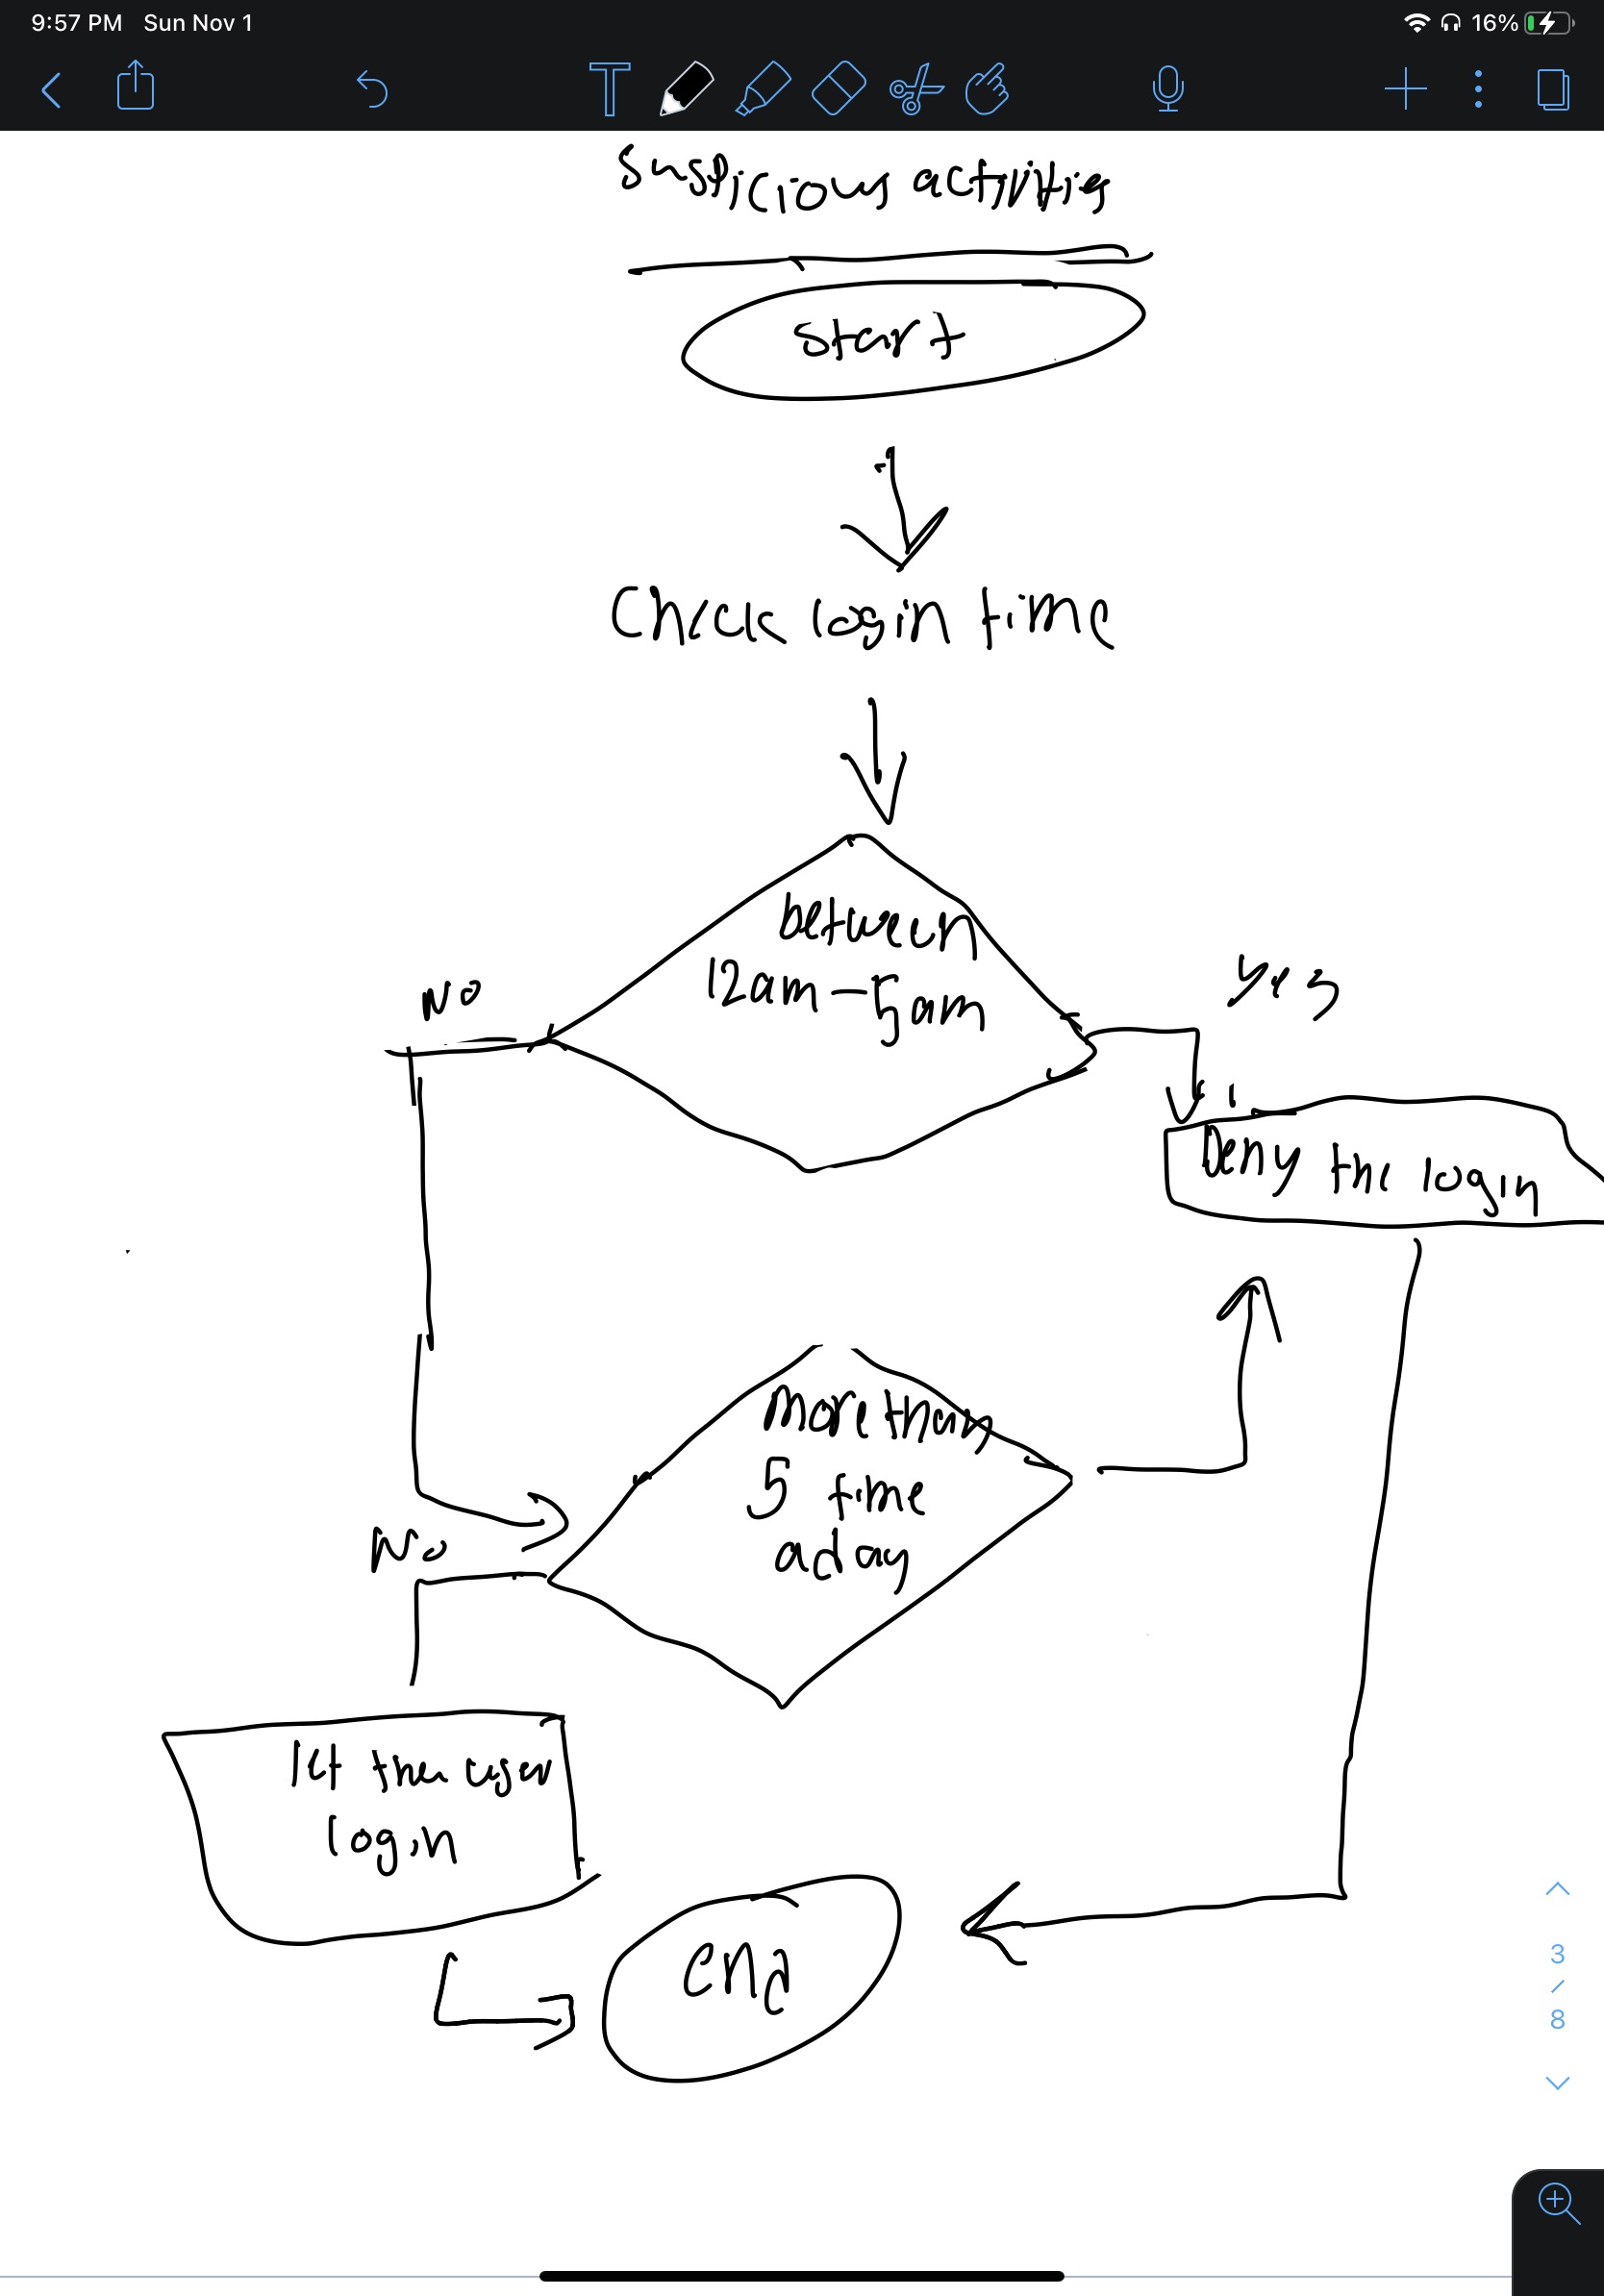 9:57 PM Sun Nov 1
16%
T
Suspicious activities
start
Check login time
between
12am-5am
No
Yes
Deny the login
More than
5 time
a day
No
let the user
login
end
3
/
8